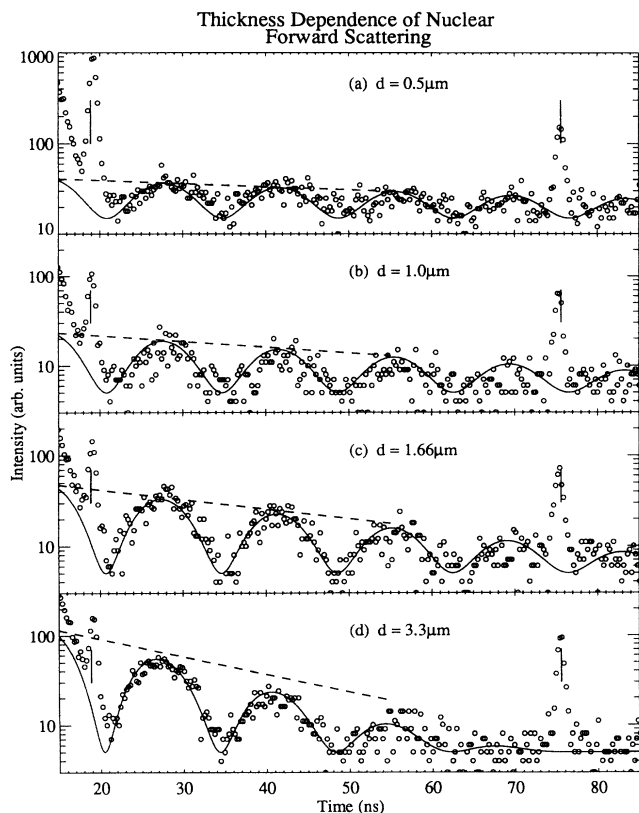 Thickness Dependence of Nuclear
Forward Scattering
1000
(a) d = 0.5μm
100
10
(b) d = 1.0μm
100
10
Intensity (arb. units)
(c) d = 1.66μm
100
10
(d) d = 3.3μm
100
10
20 30 40 50 60 70 80
Time (ns)